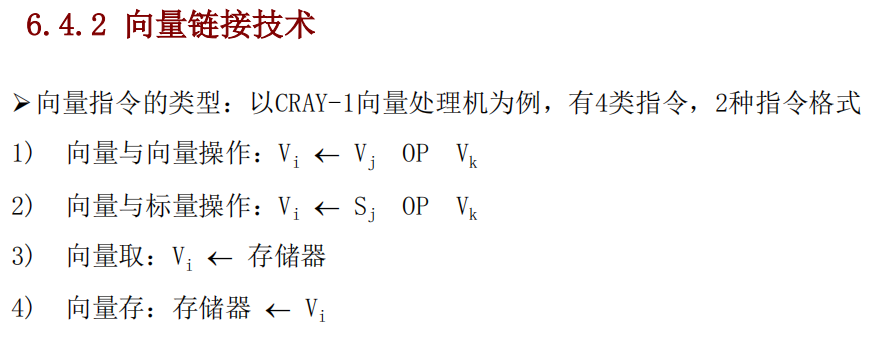 6.4.2 向量链接技术
➢向量指令的类型：以CRAY-1向量处理机为例，有4类指令，2种指令格式
1) 向量与向量操作：Vi ← Vj OP Vk
2) 向量与标量操作：Vi ← Sj OP Vk
3) 向量取：Vi ← 存储器
4) 向量存：存储器 ← Vi